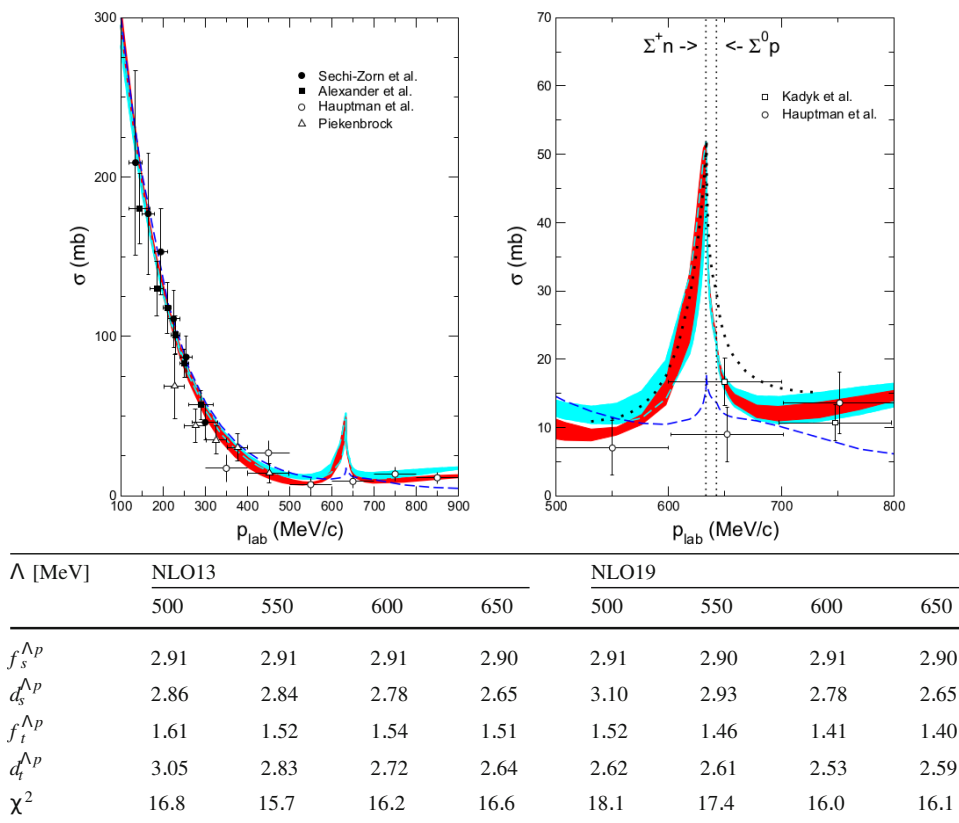 300
200
100
0
σ (mb)
Sechi-Zorn et al.
Alexander et al.
Hauptman et al.
Piekenbrock
100 200 300 400 500 600 700 800 900
p_lab (MeV/c)
70
60
50
40
30
20
10
0
σ (mb)
Σ⁺n -> <- Σ⁰p
Kadyk et al.
Hauptman et al.
500 600 700 800
p_lab (MeV/c)
Λ [MeV] NLO13 NLO19
500 550 600 650 500 550 600 650
f_s^Λp 2.91 2.91 2.91 2.90 2.91 2.90 2.91 2.90
d_s^Λp 2.86 2.84 2.78 2.65 3.10 2.93 2.78 2.65
f_t^Λp 1.61 1.52 1.54 1.51 1.52 1.46 1.41 1.40
d_t^Λp 3.05 2.83 2.72 2.64 2.62 2.61 2.53 2.59
χ² 16.8 15.7 16.2 16.6 18.1 17.4 16.0 16.1